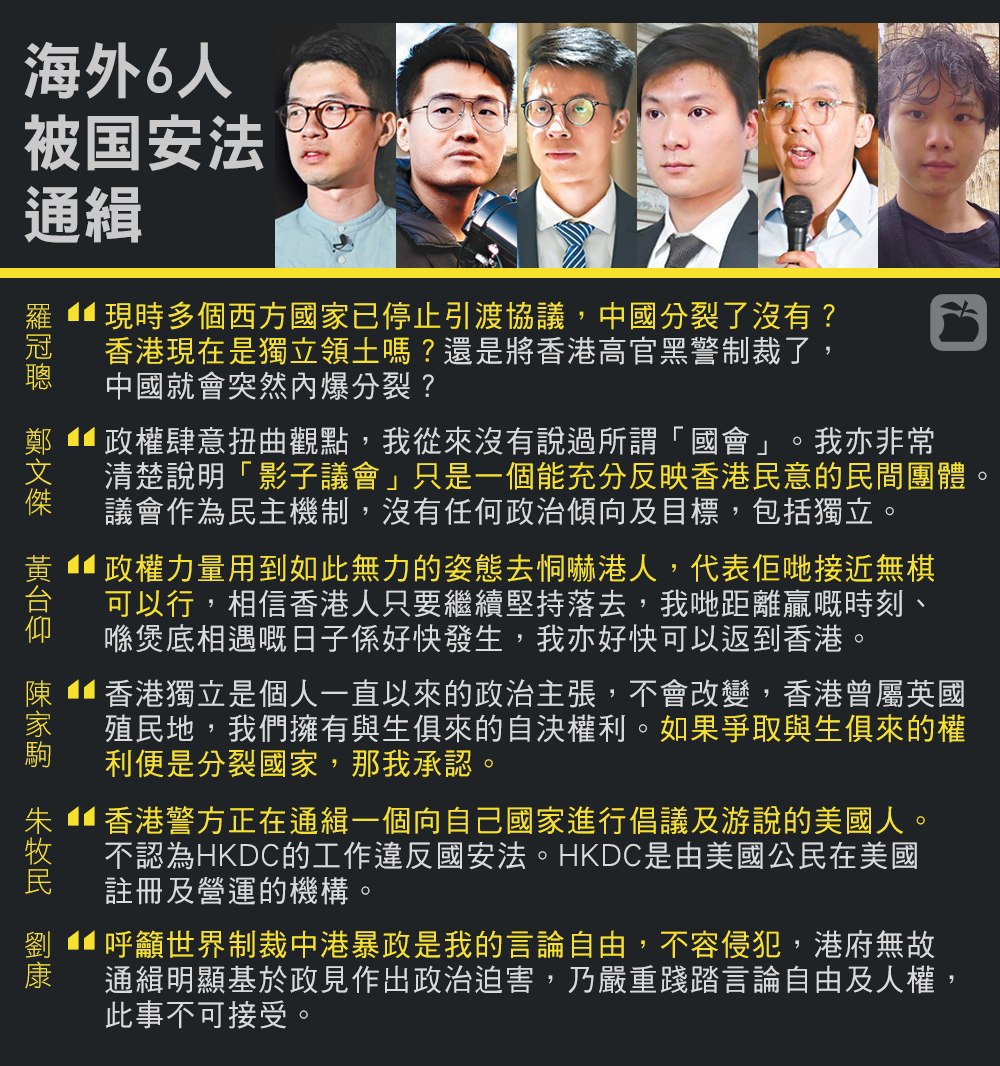 海外6人
被国安法
通緝
羅冠聰
現時多個西方國家已停止引渡協議，中國分裂了沒有？
香港現在是獨立領土嗎？還是將香港高官黑警制裁了，
中國就會突然內爆分裂？
鄭文傑
政權肆意扭曲觀點，我從來沒有說過所謂「國會」。我亦非常
清楚說明「影子議會」只是一個能充分反映香港民意的民間團體。
議會作為民主機制，沒有任何政治傾向及目標，包括獨立。
黃台仰
政權力量用到如此無力的姿態去恫嚇港人，代表佢哋接近無棋
可以行，相信香港人只要繼續堅持落去，我哋距離贏嘅時刻、
喺煲底相遇嘅日子係好快發生，我亦好快可以返到香港。
陳家駒
香港獨立是個人一直以來的政治主張，不會改變，香港曾屬英國
殖民地，我們擁有與生俱來的自決權利。如果爭取與生俱來的權
利便是分裂國家，那我承認。
朱牧民
香港警方正在通緝一個向自己國家進行倡議及游說的美國人。
不認為HKDC的工作違反國安法。HKDC是由美國公民在美國
註冊及營運的機構。
劉康
呼籲世界制裁中港暴政是我的言論自由，不容侵犯，港府無故
通緝明顯基於政見作出政治迫害，乃嚴重踐踏言論自由及人權，
此事不可接受。